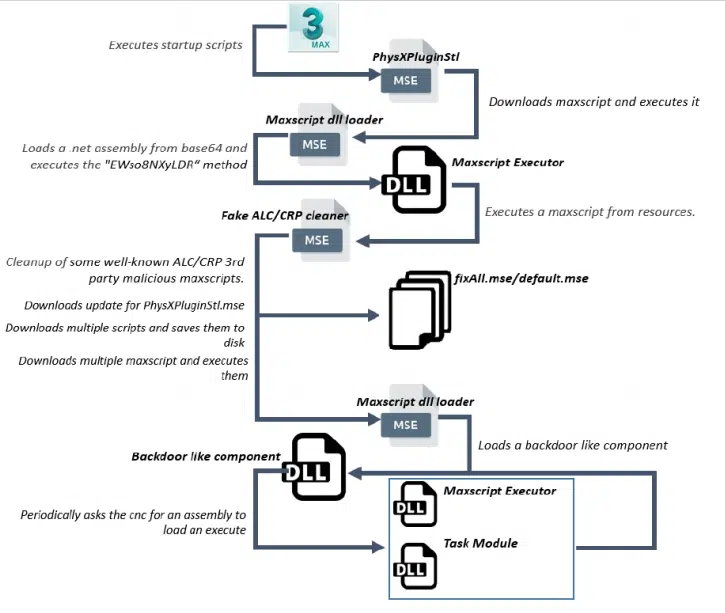 3
MAX
Executes startup scripts
PhysXPluginStl
MSE
Downloads maxscript and executes it
Maxscript dll loader
MSE
Loads a .net assembly from base64 and
executes the "EWso8NXyLDR“ method
Maxscript Executor
DLL
Executes a maxscript from resources.
Fake ALC/CRP cleaner
MSE
Cleanup of some well-known ALC/CRP 3rd
party malicious maxscripts.
fixAll.mse/default.mse
Downloads update for PhysXPluginStl.mse
Downloads multiple scripts and saves them to
disk
Downloads multiple maxscript and executes
them
Maxscript dll loader
MSE
Loads a backdoor like component
Backdoor like component
DLL
Maxscript Executor
DLL
Periodically asks the cnc for an assembly to
load an execute
Task Module
DLL